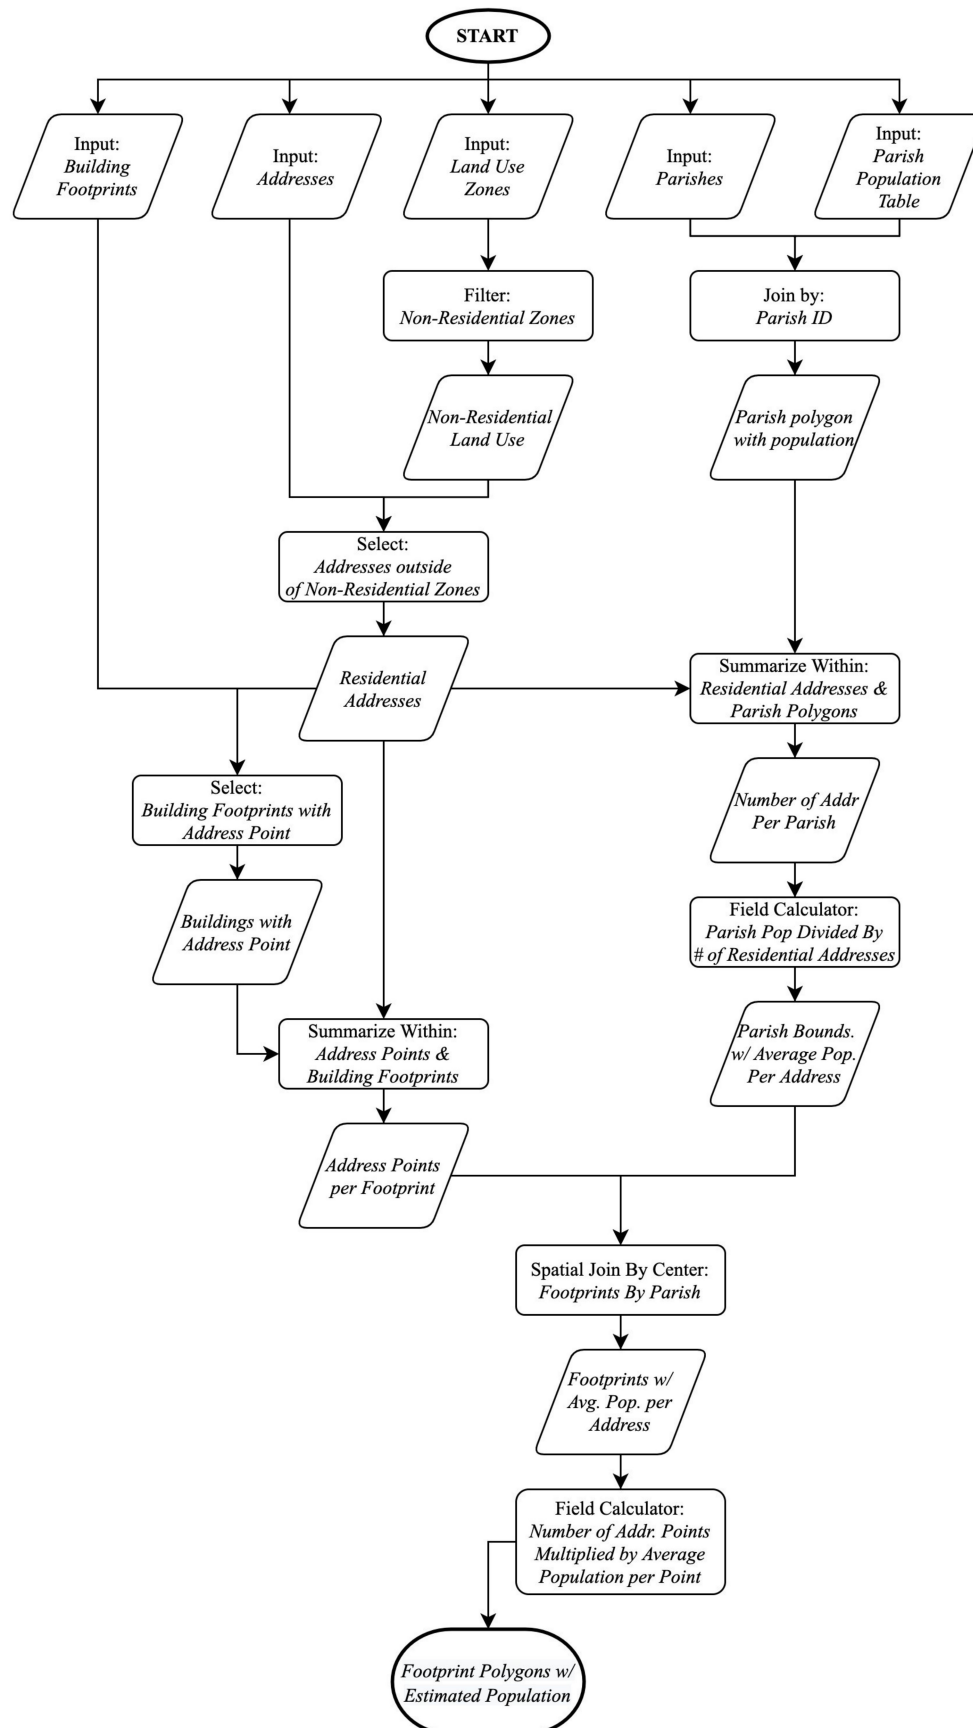 START
Input:
Building
Footprints
Input:
Addresses
Input:
Land Use
Zones
Input:
Parishes
Input:
Parish
Population
Table
Filter:
Non-Residential Zones
Join by:
Parish ID
Non-Residential
Land Use
Parish polygon
with population
Select:
Addresses outside
of Non-Residential Zones
Residential
Addresses
Summarize Within:
Residential Addresses &
Parish Polygons
Select:
Building Footprints with
Address Point
Number of Addr
Per Parish
Buildings with
Address Point
Field Calculator:
Parish Pop Divided By
# of Residential Addresses
Summarize Within:
Address Points &
Building Footprints
Parish Bounds.
w/ Average Pop.
Per Address
Address Points
per Footprint
Spatial Join By Center:
Footprints By Parish
Footprints w/
Avg. Pop. per
Address
Field Calculator:
Number of Addr. Points
Multiplied by Average
Population per Point
Footprint Polygons w/
Estimated Population